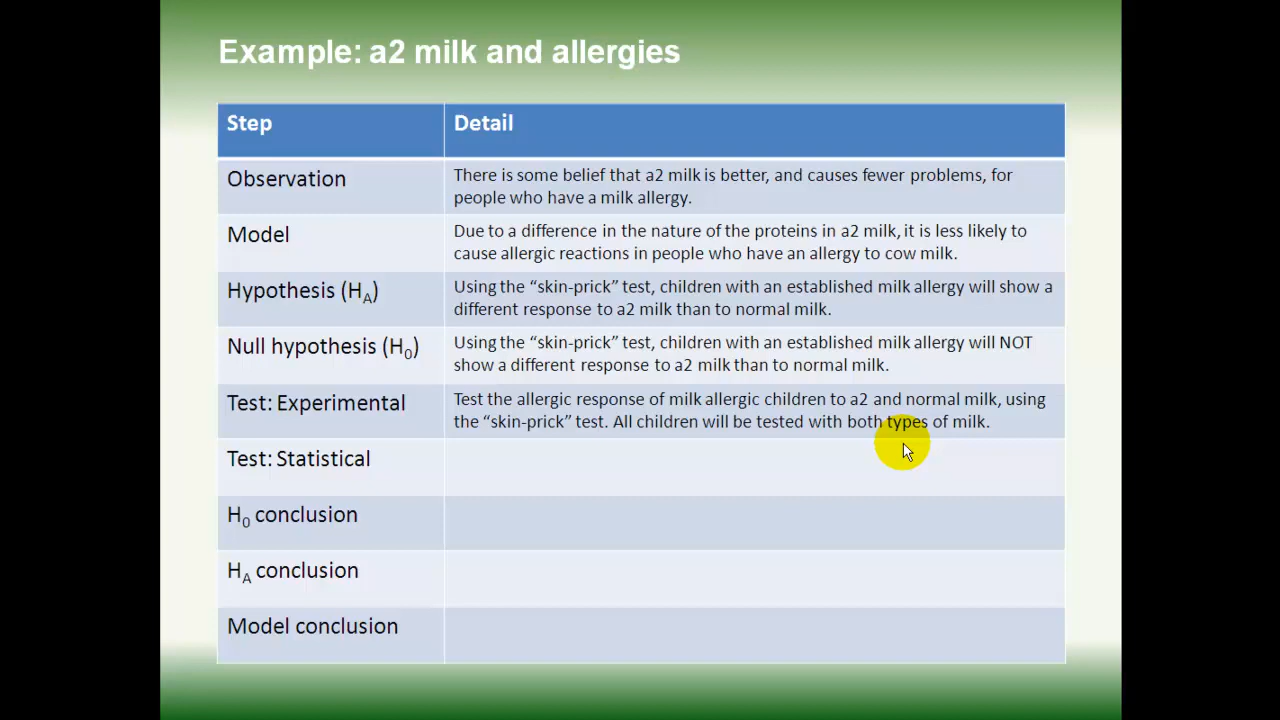 Example: a2 milk and allergies
Step
Detail
Observation
There is some belief that a2 milk is better, and causes fewer problems, for
people who have a milk allergy.
Model
Due to a difference in the nature of the proteins in a2 milk, it is less likely to
cause allergic reactions in people who have an allergy to cow milk.
Hypothesis (HA)
Using the “skin-prick” test, children with an established milk allergy will show a
different response to a2 milk than to normal milk.
Null hypothesis (H0)
Using the “skin-prick” test, children with an established milk allergy will NOT
show a different response to a2 milk than to normal milk.
Test: Experimental
Test the allergic response of milk allergic children to a2 and normal milk, using
the “skin-prick” test. All children will be tested with both types of milk.
Test: Statistical
H0 conclusion
HA conclusion
Model conclusion